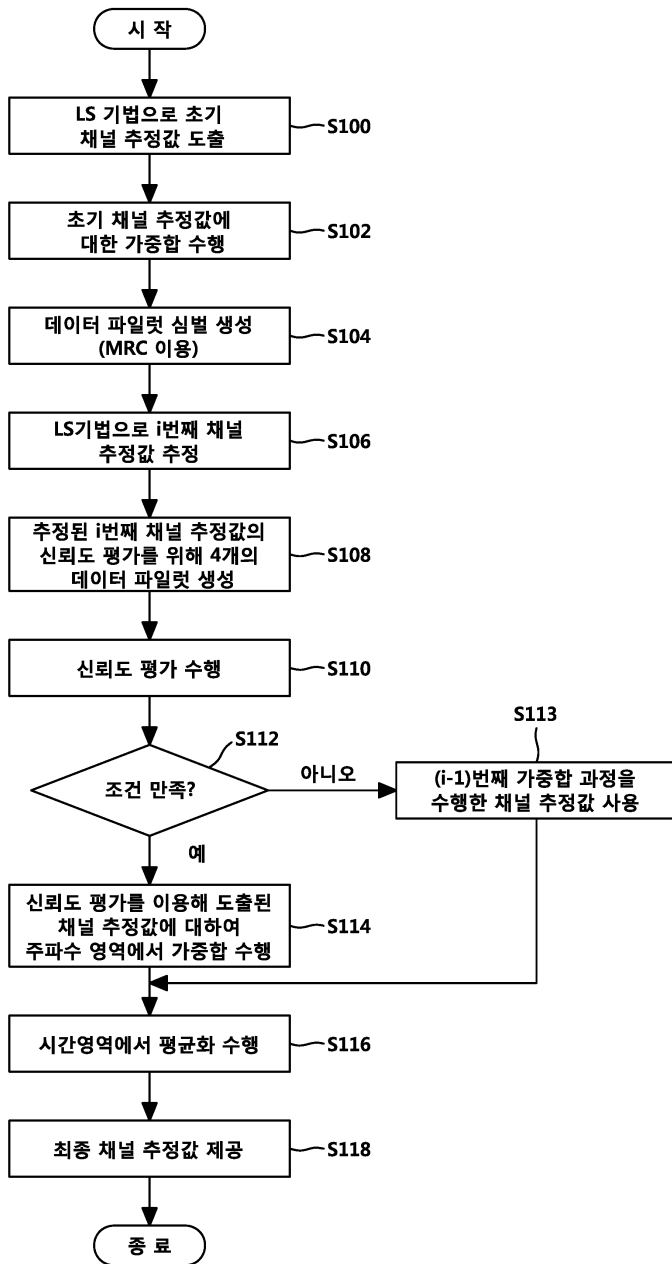 시 작
LS 기법으로 초기
채널 추정값 도출
S100
초기 채널 추정값에
대한 가중합 수행
S102
데이터 파일럿 심벌 생성
(MRC 이용)
S104
LS기법으로 i번째 채널
추정값 추정
S106
추정된 i번째 채널 추정값의
신뢰도 평가를 위해 4개의
데이터 파일럿 생성
S108
신뢰도 평가 수행
S110
S112
조건 만족?
아니오
S113
(i-1)번째 가중합 과정을
수행한 채널 추정값 사용
예
신뢰도 평가를 이용해 도출된
채널 추정값에 대하여
주파수 영역에서 가중합 수행
S114
시간영역에서 평균화 수행
S116
최종 채널 추정값 제공
S118
종 료